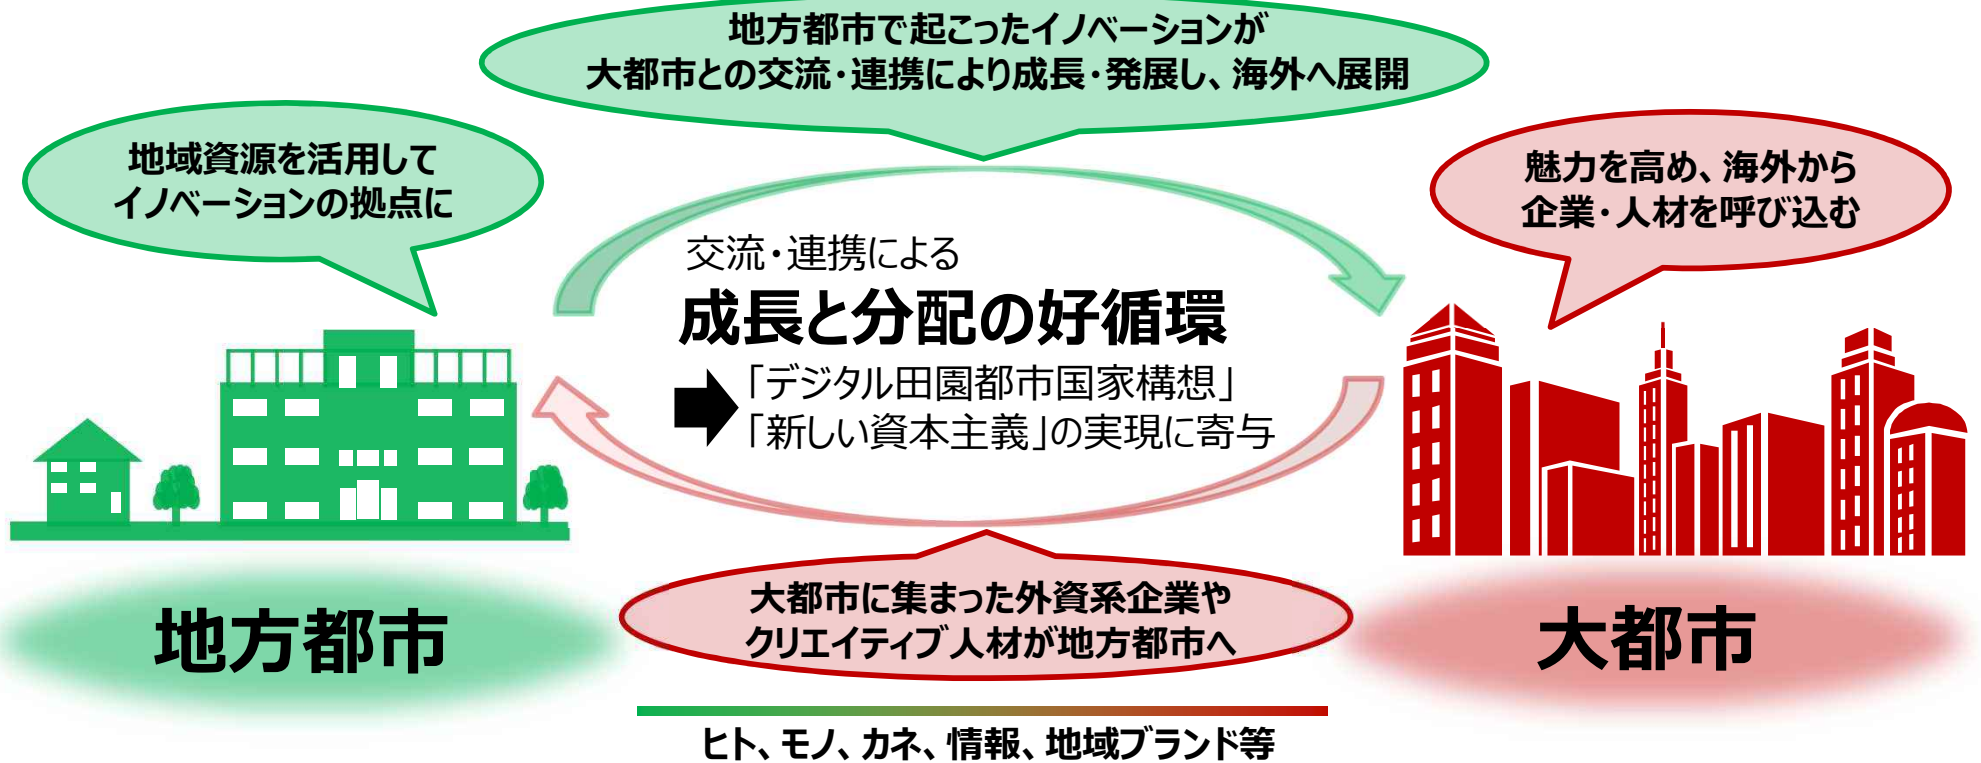 地方都市で起こったイノベーションが
大都市との交流・連携により成長・発展し、海外へ展開
地域資源を活用して
イノベーションの拠点に
魅力を高め、海外から
企業・人材を呼び込む
交流・連携による
成長と分配の好循環
「デジタル田園都市国家構想」
「新しい資本主義」の実現に寄与
大都市に集まった外資系企業や
クリエイティブ人材が地方都市へ
地方都市
大都市
ヒト、モノ、カネ、情報、地域ブランド等